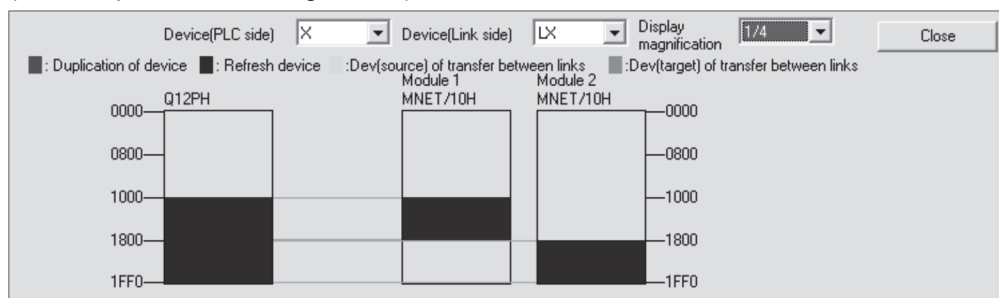 Device(PLC side) X Device(Link side) LX Display magnification 1/4 Close
: Duplication of device : Refresh device :Dev(source) of transfer between links :Dev(target) of transfer between links
Module 1 Module 2
Q12PH MNET/10H MNET/10H
0000 0000
0800 0800
1000 1000
1800 1800
1FF0 1FF0